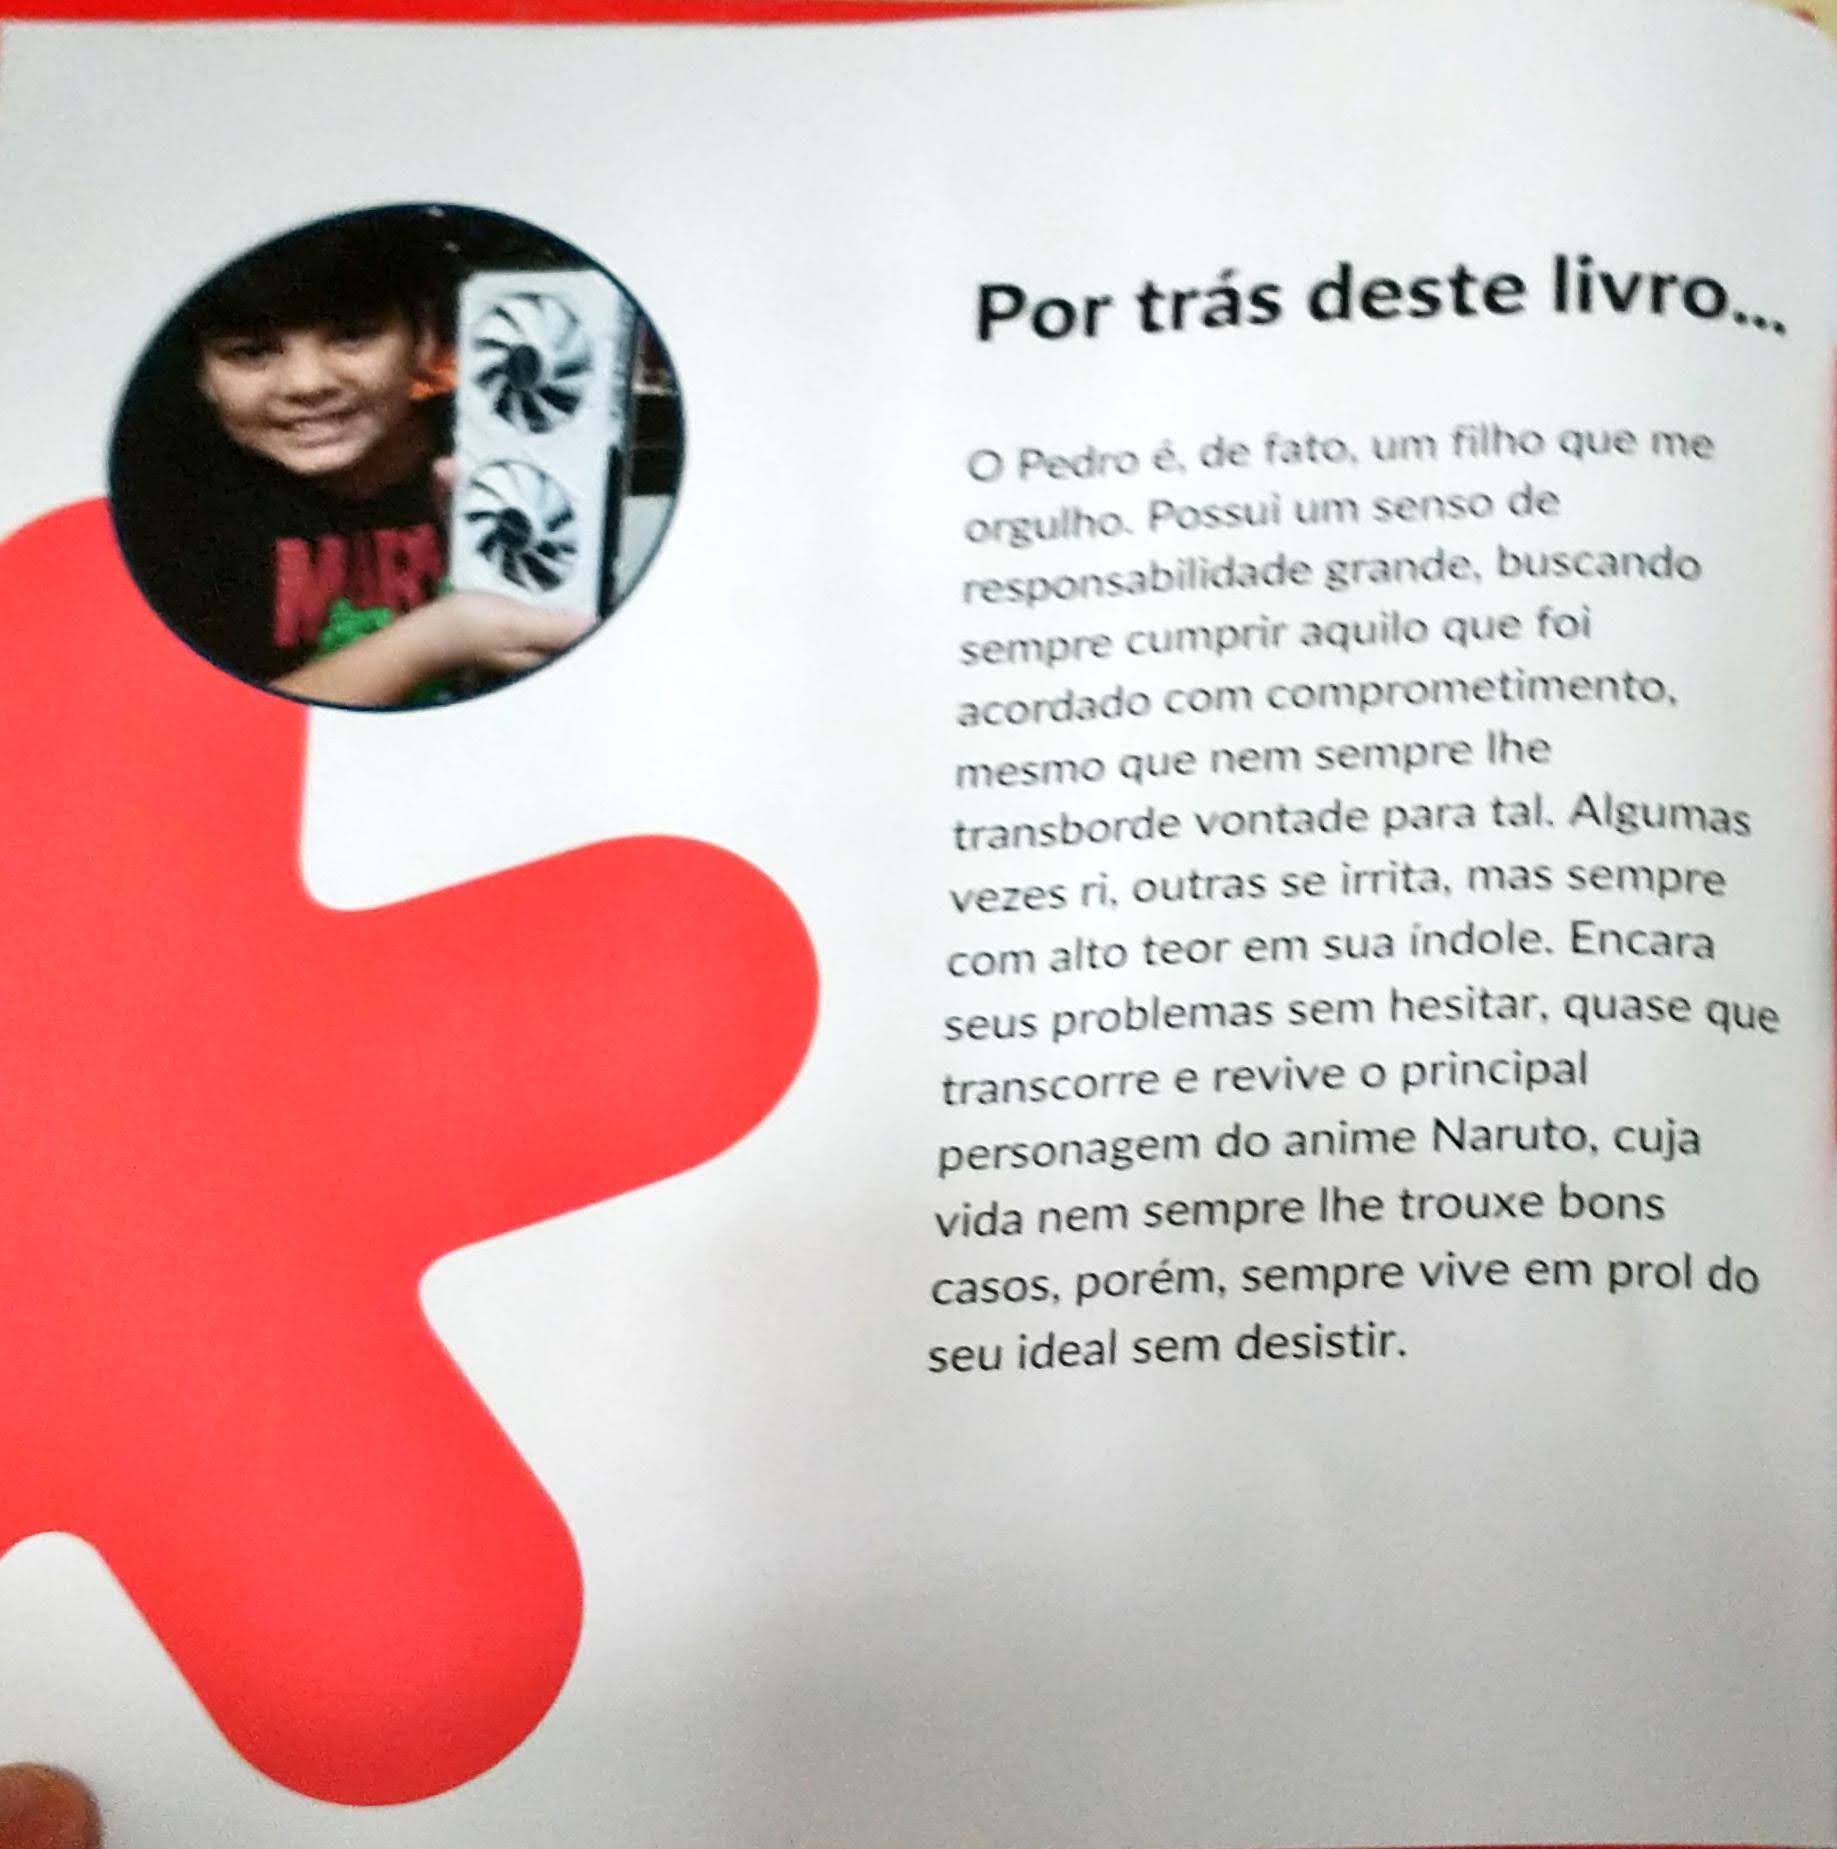 Por trás deste livro...
O Pedro é, de fato, um filho que me
orgulho. Possui um senso de
responsabilidade grande, buscando
sempre cumprir aquilo que foi
acordado com comprometimento,
mesmo que nem sempre lhe
transborde vontade para tal. Algumas
vezes ri, outras se irrita, mas sempre
com alto teor em sua índole. Encara
seus problemas sem hesitar, quase que
transcorre e revive o principal
personagem do anime Naruto, cuja
vida nem sempre lhe trouxe bons
casos, porém, sempre vive em prol do
seu ideal sem desistir.